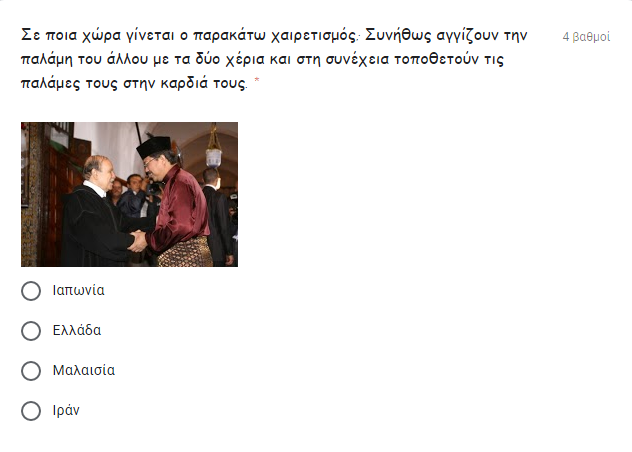 Σε ποια χώρα γίνεται ο παρακάτω χαιρετισμός; Συνήθως αγγίζουν την
παλάμη του άλλου με τα δύο χέρια και στη συνέχεια τοποθετούν τις
παλάμες τους στην καρδιά τους. *
4 βαθμοί
Ιαπωνία
Ελλάδα
Μαλαισία
Ιράν